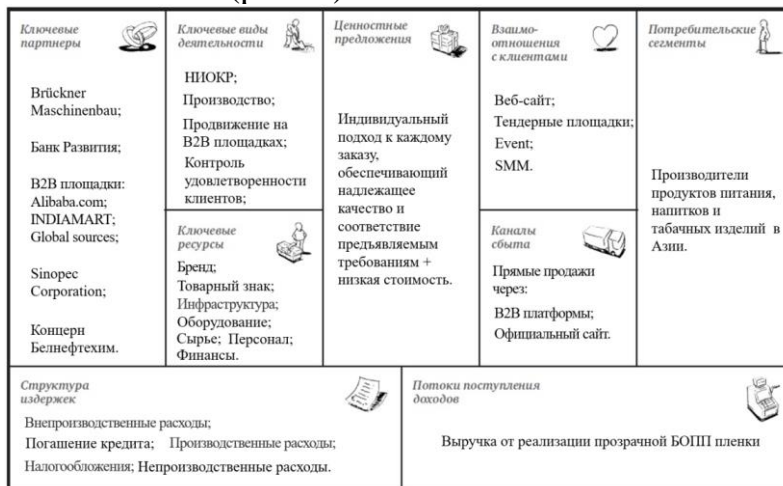 Ключевые
партнеры
Brückner
Maschinenbau;
Банк Развития;
B2B площадки:
Alibaba.com;
INDIAMART;
Global sources;
Sinopec
Corporation;
Концерн
Белнефтехим.
Ключевые виды
деятельности
НИОКР;
Производство;
Продвижение на
B2B площадках;
Контроль
удовлетворенности
клиентов;
Ключевые
ресурсы
Бренд;
Товарный знак;
Инфраструктура;
Оборудование;
Сырье; Персонал;
Финансы.
Ценностные
предложения
Индивидуальный
подход к каждому
заказу,
обеспечивающий
надлежащее
качество и
соответствие
предъявляемым
требованиям +
низкая стоимость.
Взаимо-
отношения
с клиентами
Веб-сайт;
Тендерные площадки;
Event;
SMM.
Каналы
сбыта
Прямые продажи
через:
B2B платформы;
Официальный сайт.
Потребительские
сегменты
Производители
продуктов питания,
напитков и
табачных изделий в
Азии.
Структура
издержек
Внепроизводственные расходы;
Погашение кредита; Производственные расходы;
Налогообложения; Непроизводственные расходы.
Потоки поступления
доходов
Выручка от реализации прозрачной БОПП пленки